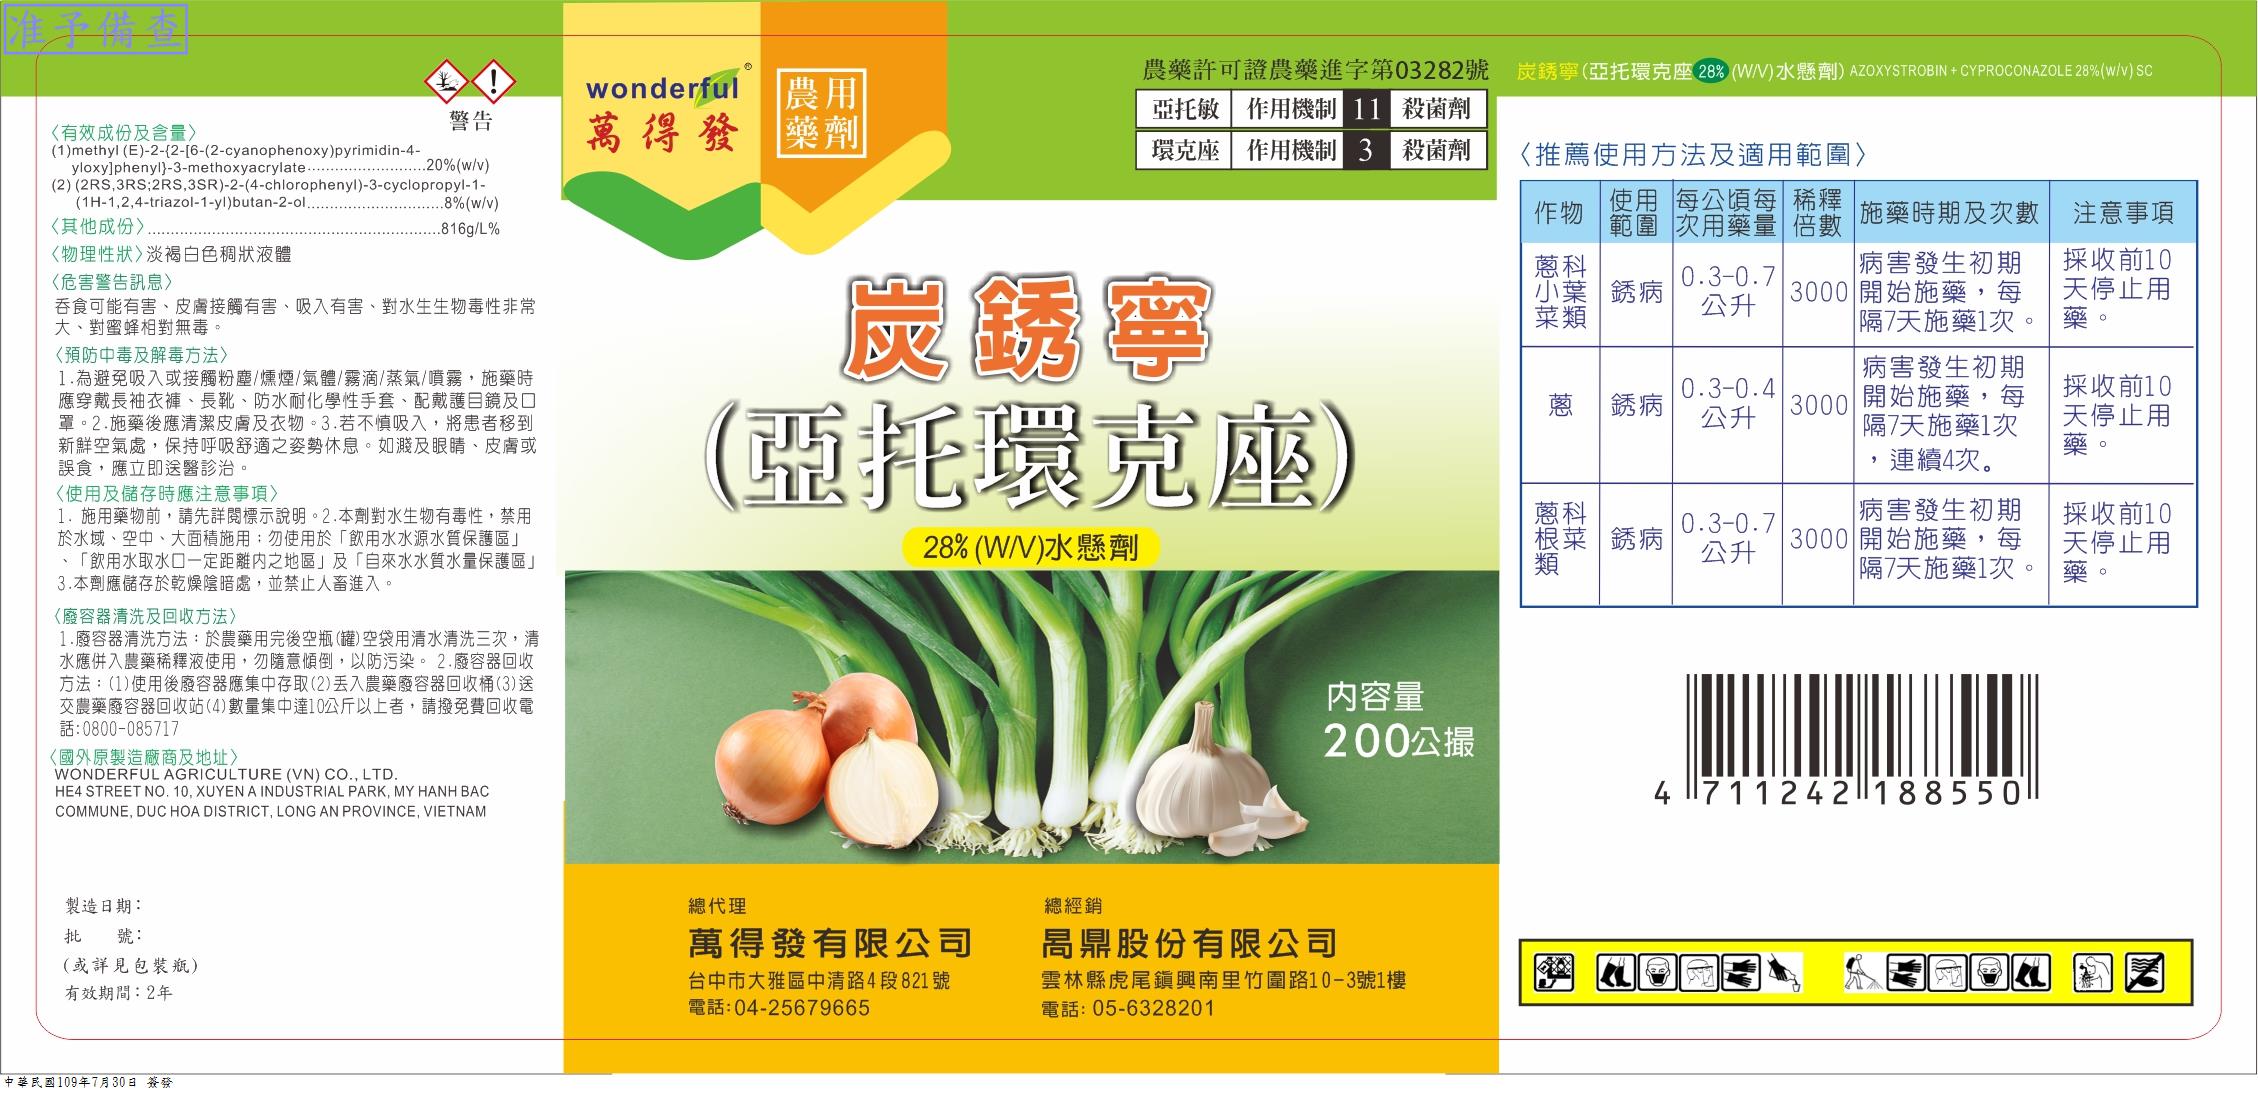 准予備查
警告
〈有效成份及含量〉
(1)methyl (E)-2-{2-[6-(2-cyanophenoxy)pyrimidin-4-
yloxy]phenyl}-3-methoxyacrylate..........................20%(w/v)
(2) (2RS,3RS;2RS,3SR)-2-(4-chlorophenyl)-3-cyclopropyl-1-
(1H-1,2,4-triazol-1-yl)butan-2-ol.............................8%(w/v)
〈其他成份〉..............................................................816g/L%
〈物理性狀〉淡褐白色稠狀液體
〈危害警告訊息〉
吞食可能有害、皮膚接觸有害、吸入有害、對水生生物毒性非常
大、對蜜蜂相對無毒。
〈預防中毒及解毒方法〉
1.為避免吸入或接觸粉塵/燻煙/氣體/霧滴/蒸氣/噴霧，施藥時
應穿戴長袖衣褲、長靴、防水耐化學性手套、配戴護目鏡及口
罩。2.施藥後應清潔皮膚及衣物。3.若不慎吸入，將患者移到
新鮮空氣處，保持呼吸舒適之姿勢休息。如濺及眼睛、皮膚或
誤食，應立即送醫診治。
〈使用及儲存時應注意事項〉
1. 施用藥物前，請先詳閱標示說明。2.本劑對水生物有毒性，禁用
於水域、空中、大面積施用；勿使用於「飲用水水源水質保護區」
、「飲用水取水口一定距離內之地區」及「自來水水質水量保護區」
3.本劑應儲存於乾燥陰暗處，並禁止人畜進入。
〈廢容器清洗及回收方法〉
1.廢容器清洗方法：於農藥用完後空瓶(罐)空袋用清水清洗三次，清
水應併入農藥稀釋液使用，勿隨意傾倒，以防污染。 2.廢容器回收
方法：(1)使用後廢容器應集中存取(2)丟入農藥廢容器回收桶(3)送
交農藥廢容器回收站(4)數量集中達10公斤以上者，請撥免費回收電
話:0800-085717
〈國外原製造廠商及地址〉
WONDERFUL AGRICULTURE (VN) CO., LTD.
HE4 STREET NO. 10, XUYEN A INDUSTRIAL PARK, MY HANH BAC
COMMUNE, DUC HOA DISTRICT, LONG AN PROVINCE, VIETNAM
製造日期:
批 號:
(或詳見包裝瓶)
有效期間：2年
中華民國109年7月30日 簽發
wonderful®
萬得發
農用
藥劑
農藥許可證農藥進字第03282號
亞托敏 作用機制 11 殺菌劑
環克座 作用機制 3 殺菌劑
炭銹寧
(亞托環克座)
28% (W/V)水懸劑
內容量
200公撮
總代理
萬得發有限公司
台中市大雅區中清路4段821號
電話:04-25679665
總經銷
咼鼎股份有限公司
雲林縣虎尾鎮興南里竹圍路10-3號1樓
電話: 05-6328201
炭銹寧(亞托環克座28%(W/V)水懸劑) AZOXYSTROBIN + CYPROCONAZOLE 28%(w/v) SC
〈推薦使用方法及適用範圍〉
作物 使用範圍 每公頃每次用藥量 稀釋倍數 施藥時期及次數 注意事項
蔥科小葉菜類 銹病 0.3-0.7公升 3000 病害發生初期開始施藥，每隔7天施藥1次。 採收前10天停止用藥。
蔥 銹病 0.3-0.4公升 3000 病害發生初期開始施藥，每隔7天施藥1次，連續4次。 採收前10天停止用藥。
蔥科根菜類 銹病 0.3-0.7公升 3000 病害發生初期開始施藥，每隔7天施藥1次。 採收前10天停止用藥。
4 711242 188550